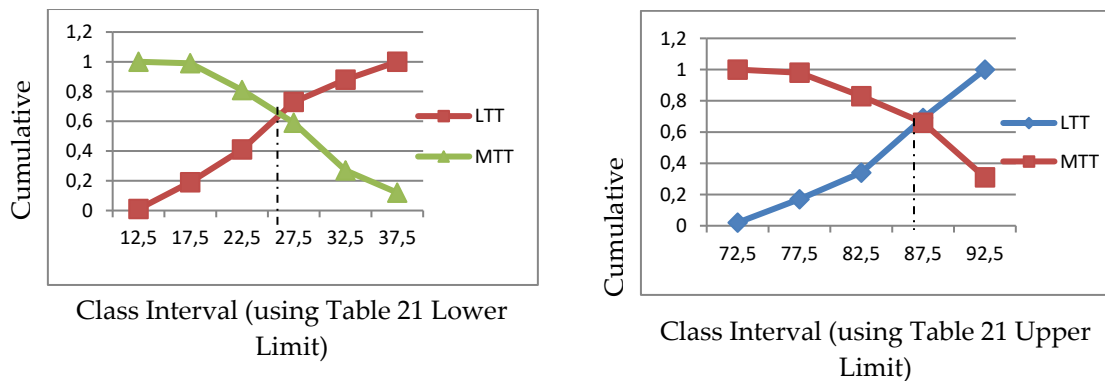 1,2
1
0,8
0,6
0,4
0,2
0
Cumulative
12,5 17,5 22,5 27,5 32,5 37,5
LTT
MTT
Class Interval (using Table 21 Lower
Limit)
1,2
1
0,8
0,6
0,4
0,2
0
Cumulative
72,5 77,5 82,5 87,5 92,5
LTT
MTT
Class Interval (using Table 21 Upper
Limit)